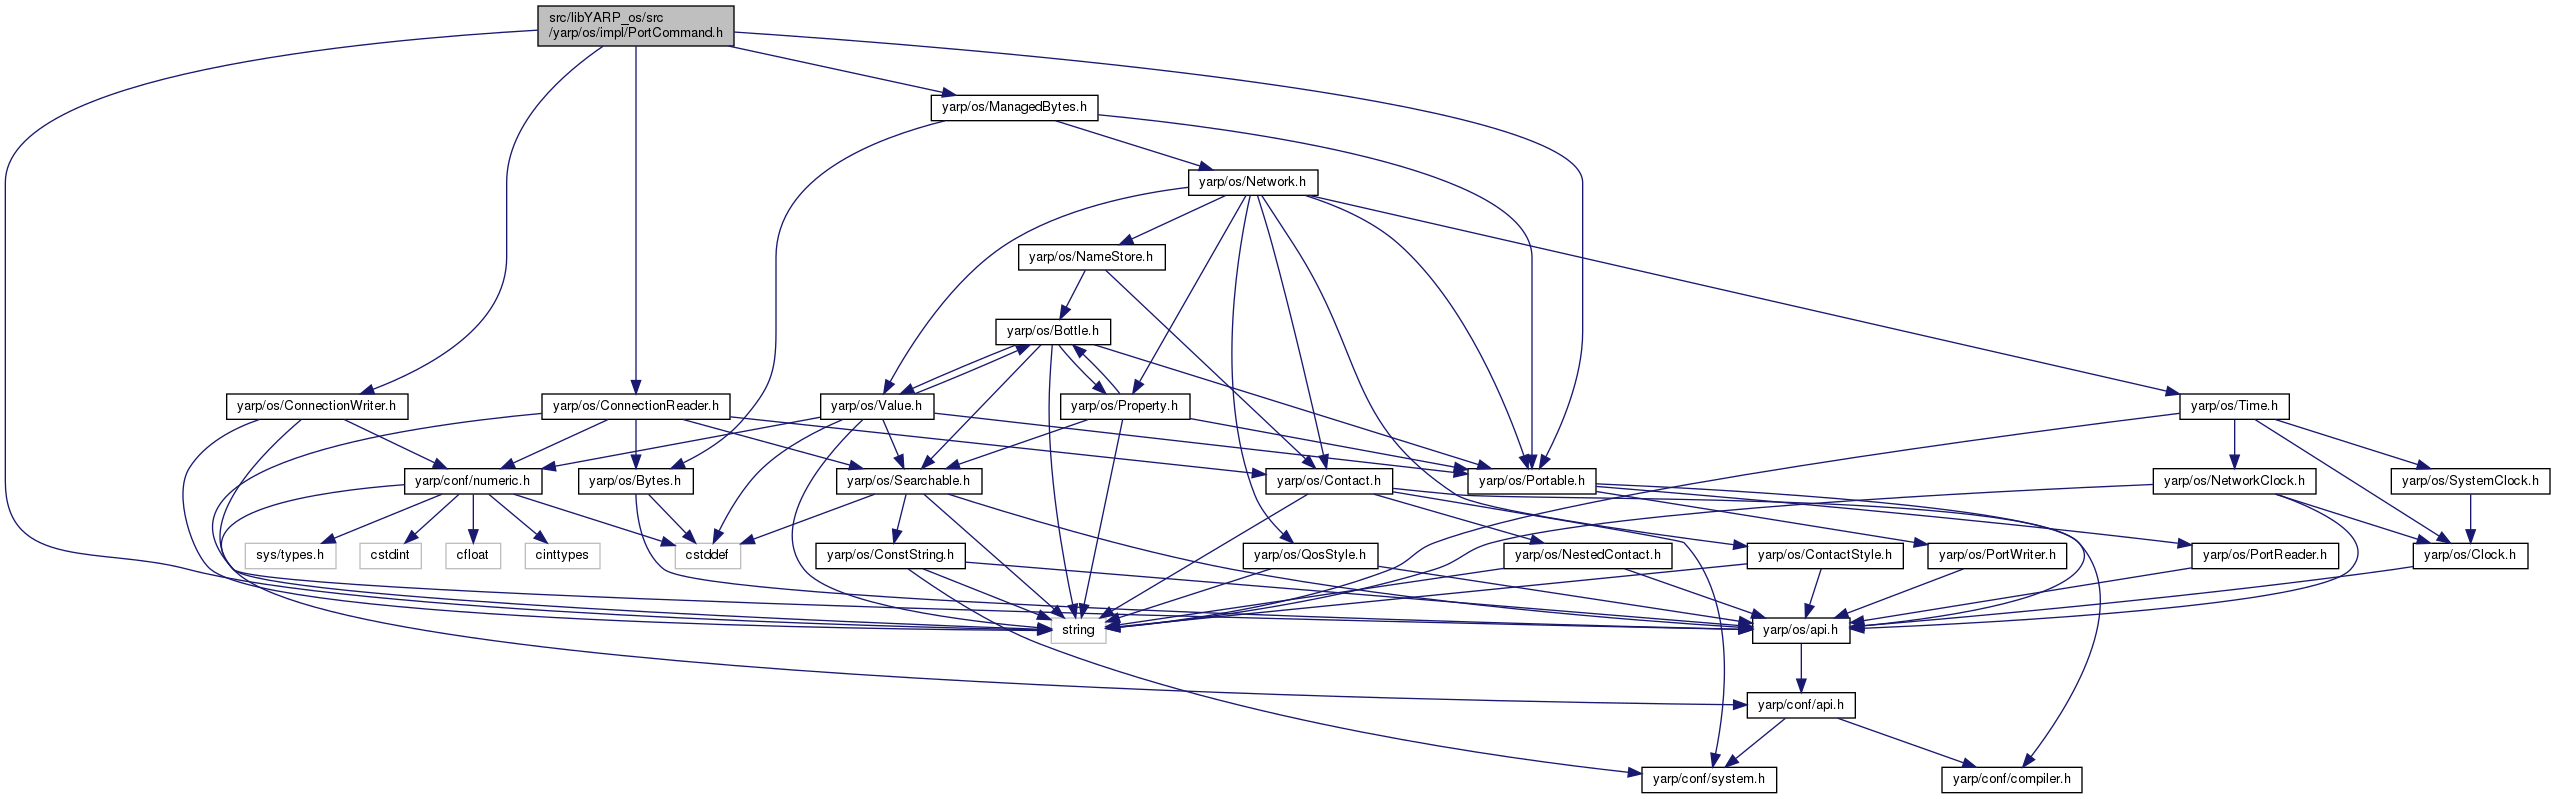 src/libYARP_os/src
/yarp/os/impl/PortCommand.h
yarp/os/ManagedBytes.h
yarp/os/Network.h
yarp/os/NameStore.h
yarp/os/Bottle.h
yarp/os/ConnectionWriter.h
yarp/os/ConnectionReader.h
yarp/os/Value.h
yarp/os/Property.h
yarp/os/Time.h
yarp/conf/numeric.h
yarp/os/Bytes.h
yarp/os/Searchable.h
yarp/os/Contact.h
yarp/os/Portable.h
yarp/os/NetworkClock.h
yarp/os/SystemClock.h
sys/types.h
cstdint
cfloat
cinttypes
cstddef
yarp/os/ConstString.h
yarp/os/QosStyle.h
yarp/os/NestedContact.h
yarp/os/ContactStyle.h
yarp/os/PortWriter.h
yarp/os/PortReader.h
yarp/os/Clock.h
string
yarp/os/api.h
yarp/conf/api.h
yarp/conf/system.h
yarp/conf/compiler.h